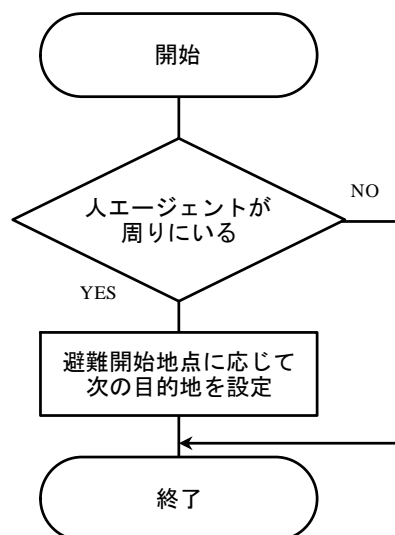 開始
人エージェントが
周りにいる
NO
YES
避難開始地点に応じて
次の目的地を設定
終了